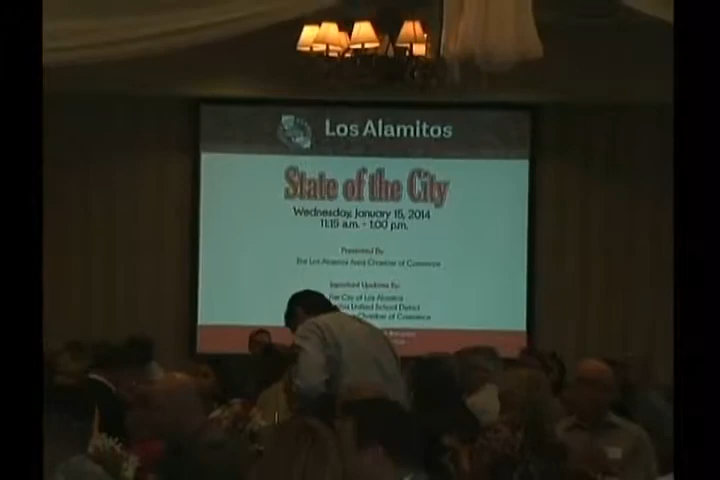 Los Alamitos
State of the City
Wednesday, January 15, 2014
11:15 a.m. - 1:00 p.m.
Presented By:
The Los Alamitos Area Chamber of Commerce
Important Updates By:
The City of Los Alamitos
Unified School District
Chamber of Commerce